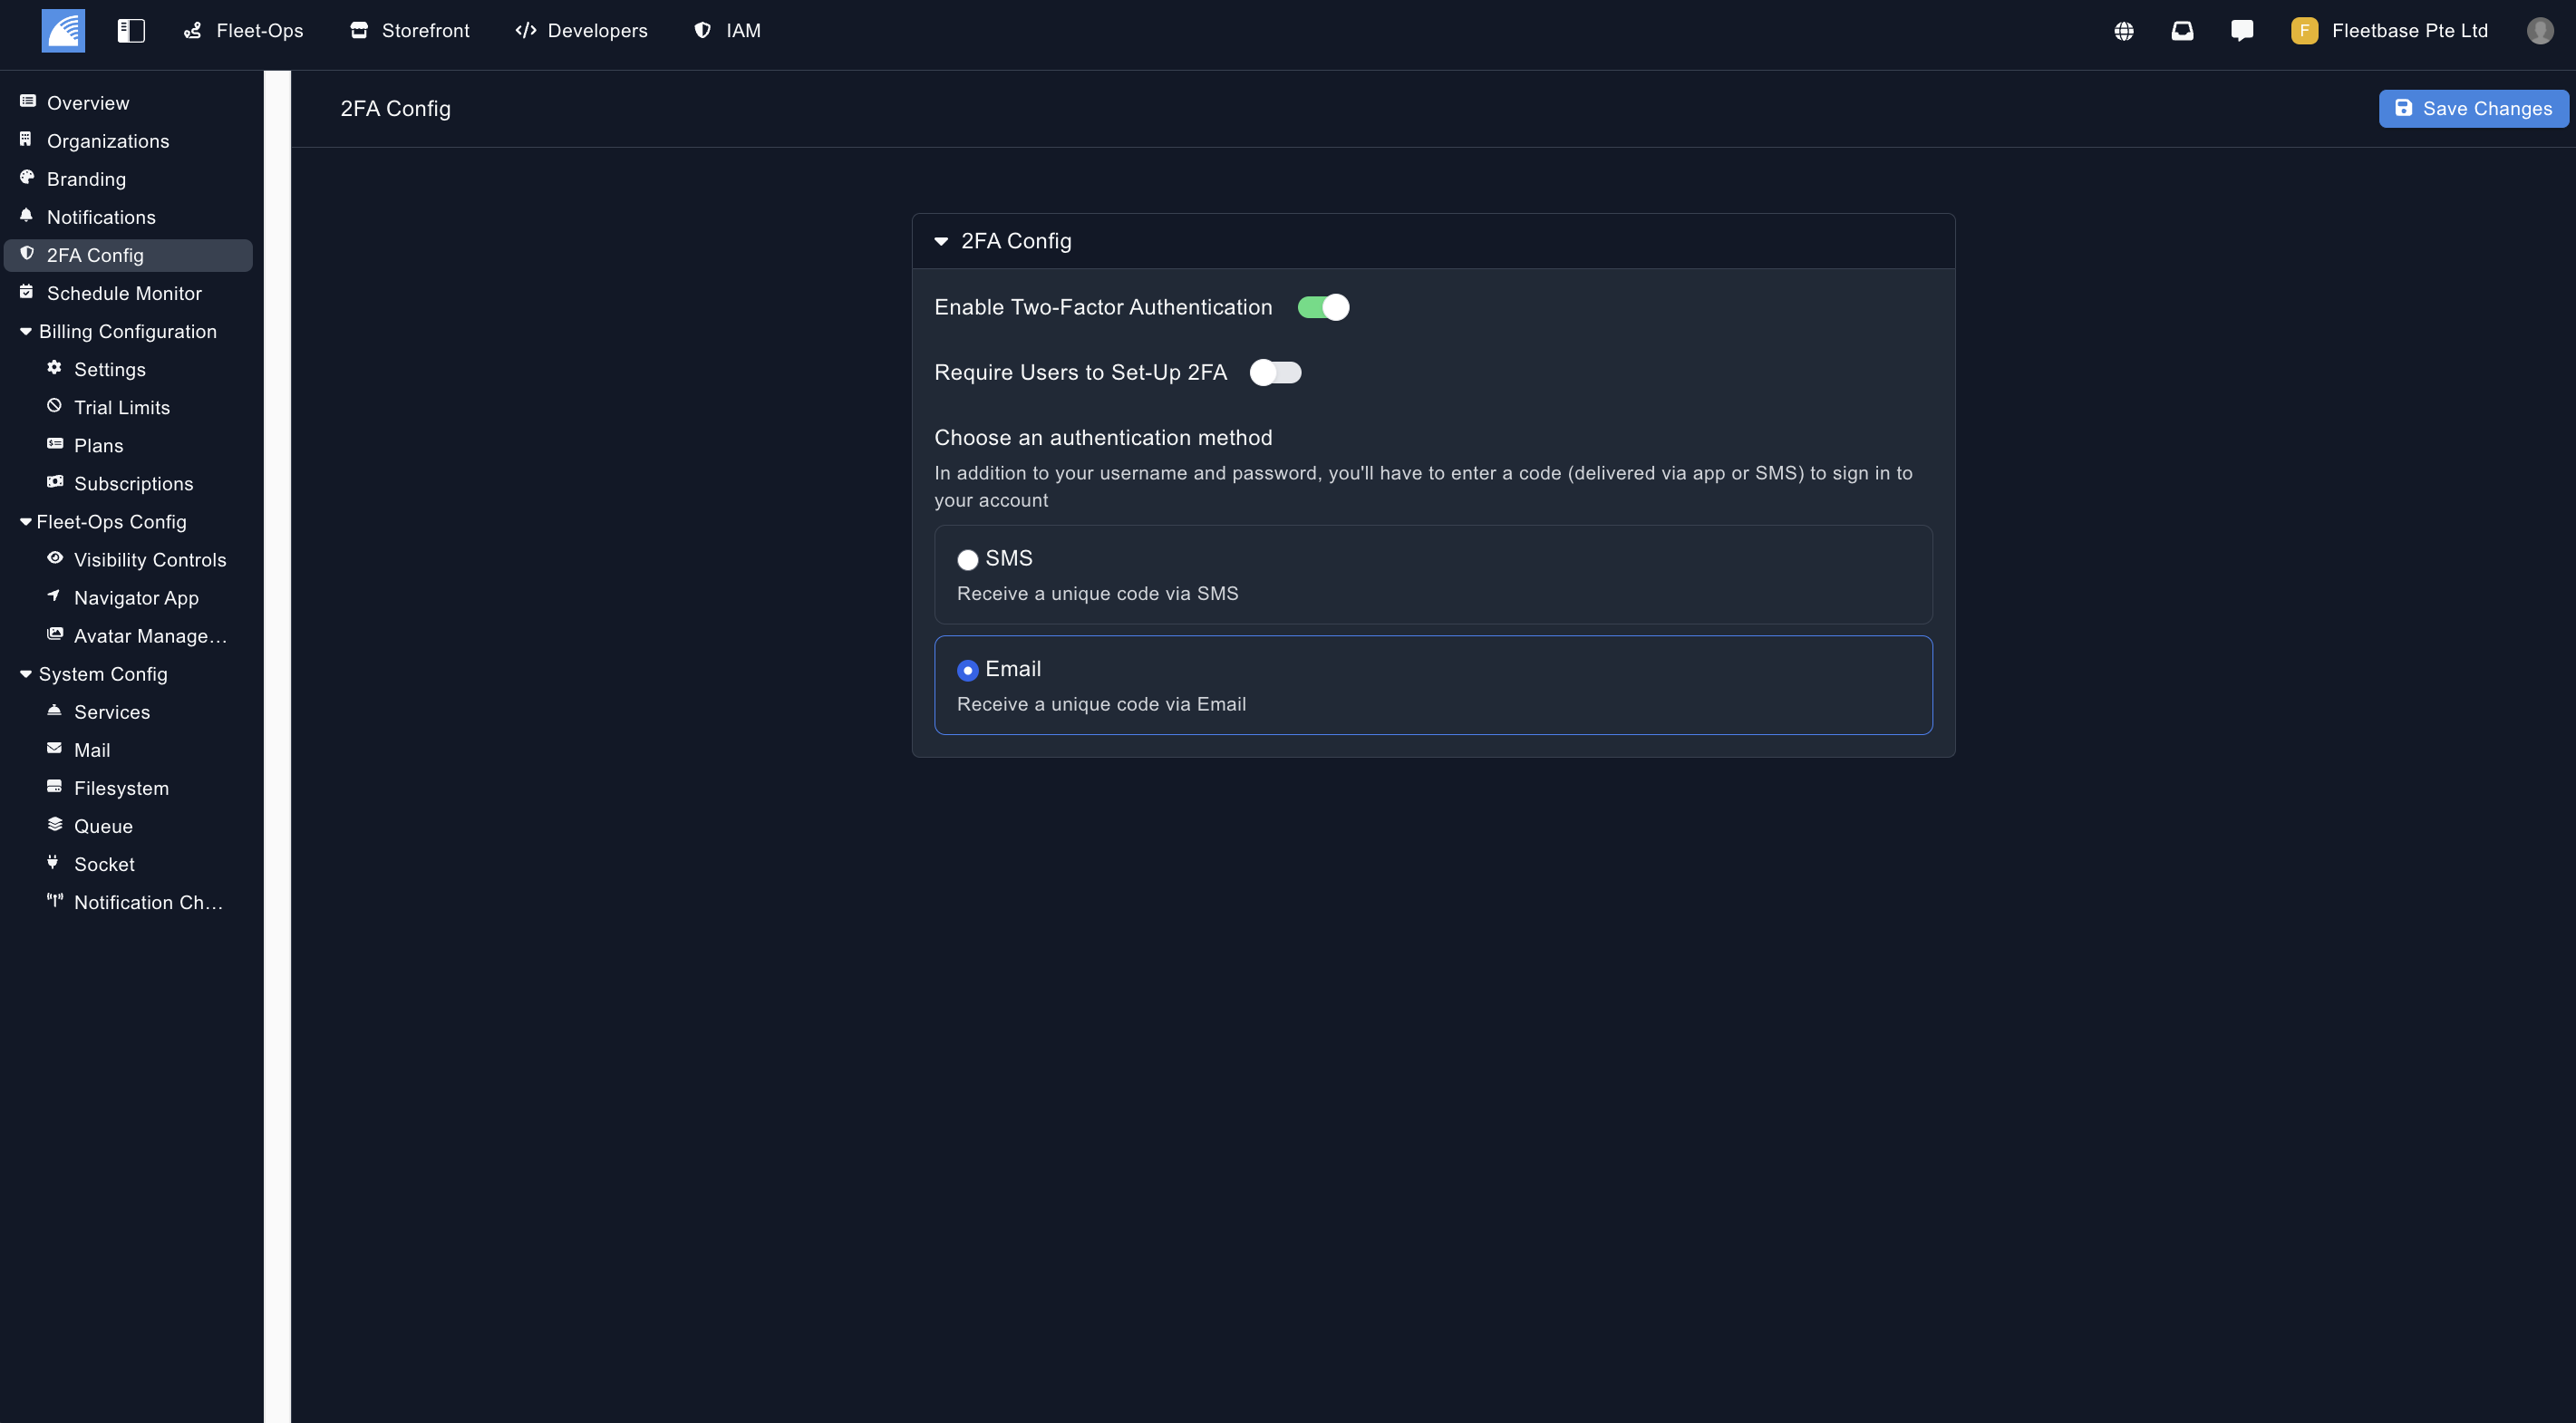 Fleet-Ops
Storefront
Developers
IAM
F
Fleetbase Pte Ltd
Overview
Organizations
Branding
Notifications
2FA Config
Schedule Monitor
Billing Configuration
Settings
Trial Limits
Plans
Subscriptions
Fleet-Ops Config
Visibility Controls
Navigator App
Avatar Manage...
System Config
Services
Mail
Filesystem
Queue
Socket
Notification Ch...
2FA Config
Save Changes
2FA Config
Enable Two-Factor Authentication
Require Users to Set-Up 2FA
Choose an authentication method
In addition to your username and password, you'll have to enter a code (delivered via app or SMS) to sign in to
your account
SMS
Receive a unique code via SMS
Email
Receive a unique code via Email